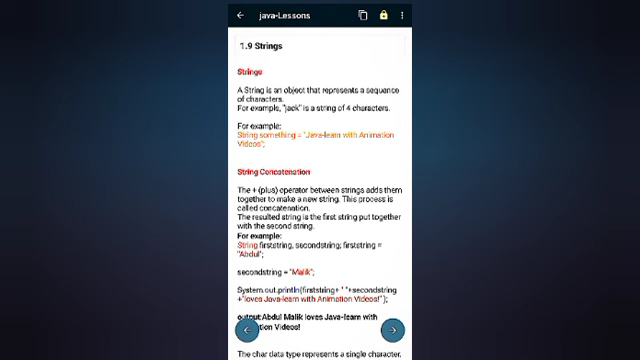 java-Lessons
1.9 Strings
Strings
A String is an object that represents a sequence
of characters.
For example, "jack" is a string of 4 characters.
For example:
String something = "Java-learn with Animation
Videos";
String Concatenation
The + (plus) operator between strings adds them
together to make a new string. This process is
called concatenation.
The resulted string is the first string put together
with the second string.
For example:
String firststring, secondstring; firststring =
"Abdul";
secondstring = "Malik";
System.out.println(firststring+ " "+secondstring
+"loves Java-learn with Animation Videos!" );
output:Abdul Malik loves Java-learn with
Videos!
The char data type represents a single character.